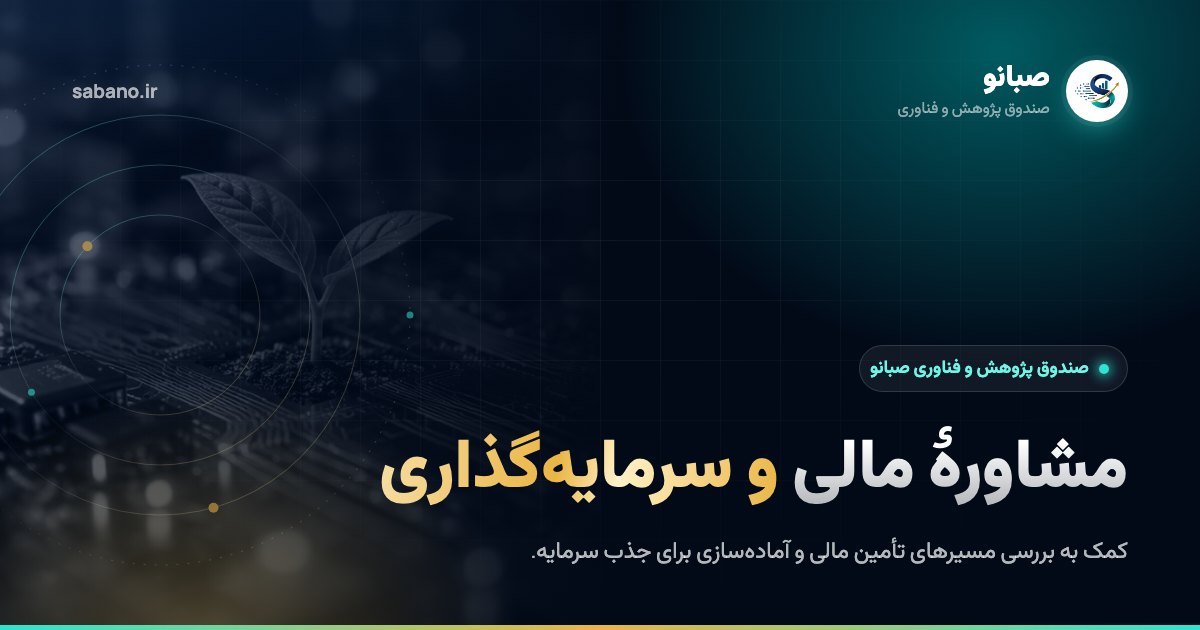 صبانو
صندوق پژوهش و فناوری
sabano.ir
صندوق پژوهش و فناوری صبانو
مشاورهٔ مالی و سرمایه‌گذاری
کمک به بررسی مسیرهای تأمین مالی و آماده‌سازی برای جذب سرمایه.